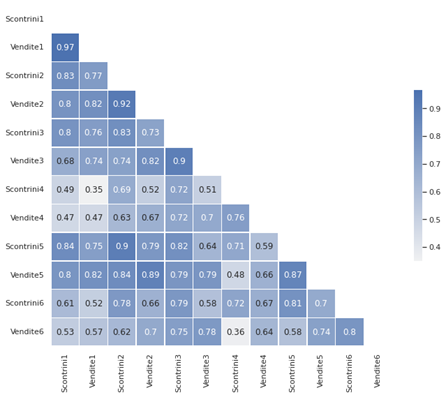 Scontrini1
Vendite1 0.97
Scontrini2 0.83 0.77
Vendite2 0.8 0.82 0.92
Scontrini3 0.8 0.76 0.83 0.73
Vendite3 0.68 0.74 0.74 0.82 0.9
Scontrini4 0.49 0.35 0.69 0.52 0.72 0.51
Vendite4 0.47 0.47 0.63 0.67 0.72 0.7 0.76
Scontrini5 0.84 0.75 0.9 0.79 0.82 0.64 0.71 0.59
Vendite5 0.8 0.82 0.84 0.89 0.79 0.79 0.48 0.66 0.87
Scontrini6 0.61 0.52 0.78 0.66 0.79 0.58 0.72 0.67 0.81 0.7
Vendite6 0.53 0.57 0.62 0.7 0.75 0.78 0.36 0.64 0.58 0.74 0.8
Scontrini1 Vendite1 Scontrini2 Vendite2 Scontrini3 Vendite3 Scontrini4 Vendite4 Scontrini5 Vendite5 Scontrini6 Vendite6
0.9
0.8
0.7
0.6
0.5
0.4